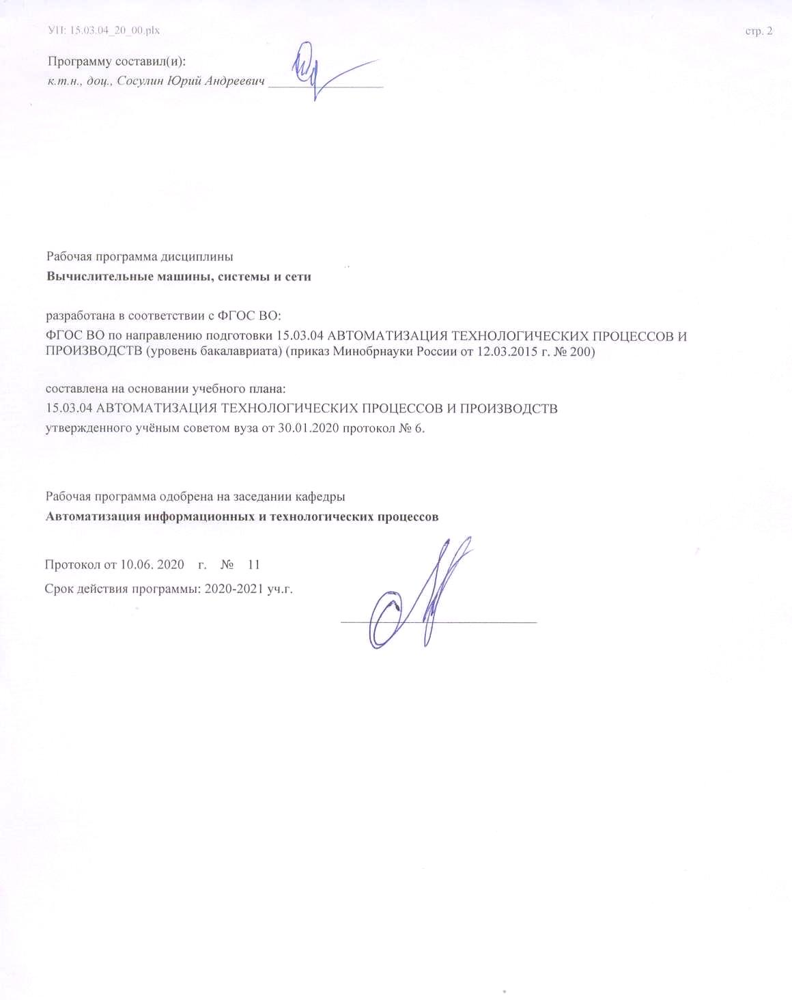 УП: 15.03.04_20_00.plx стр. 2
Программу составил(и):
к.т.н., доц., Сосулин Юрий Андреевич
Рабочая программа дисциплины
Вычислительные машины, системы и сети
разработана в соответствии с ФГОС ВО:
ФГОС ВО по направлению подготовки 15.03.04 АВТОМАТИЗАЦИЯ ТЕХНОЛОГИЧЕСКИХ ПРОЦЕССОВ И
ПРОИЗВОДСТВ (уровень бакалавриата) (приказ Минобрнауки России от 12.03.2015 г. № 200)
составлена на основании учебного плана:
15.03.04 АВТОМАТИЗАЦИЯ ТЕХНОЛОГИЧЕСКИХ ПРОЦЕССОВ И ПРОИЗВОДСТВ
утвержденного учёным советом вуза от 30.01.2020 протокол № 6.
Рабочая программа одобрена на заседании кафедры
Автоматизация информационных и технологических процессов
Протокол от 10.06. 2020 г. № 11
Срок действия программы: 2020-2021 уч.г.